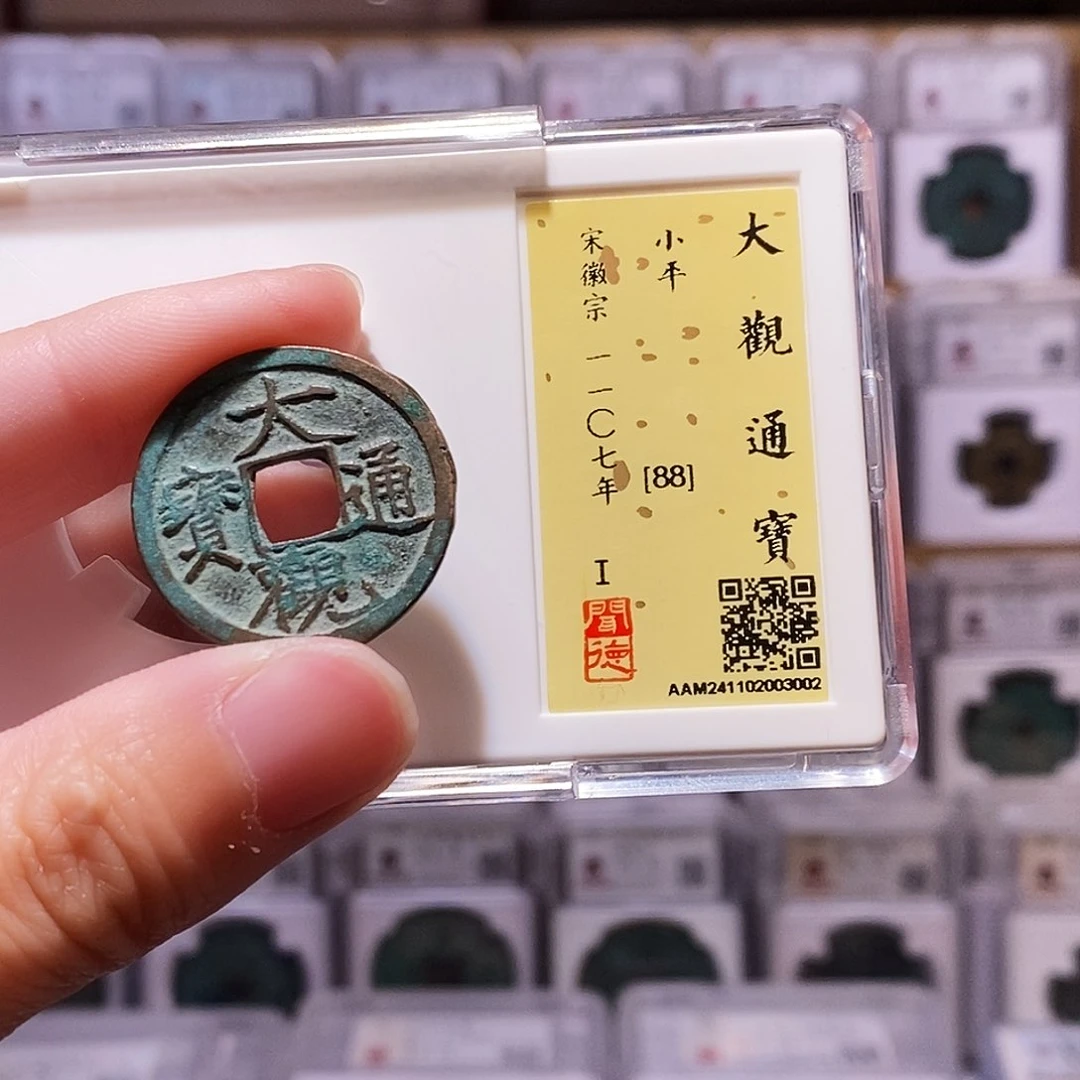 大觀通寶
大觀通寶
小平
[88]
宋徽宗 一一〇七年 I
聞德
AAM241102003002